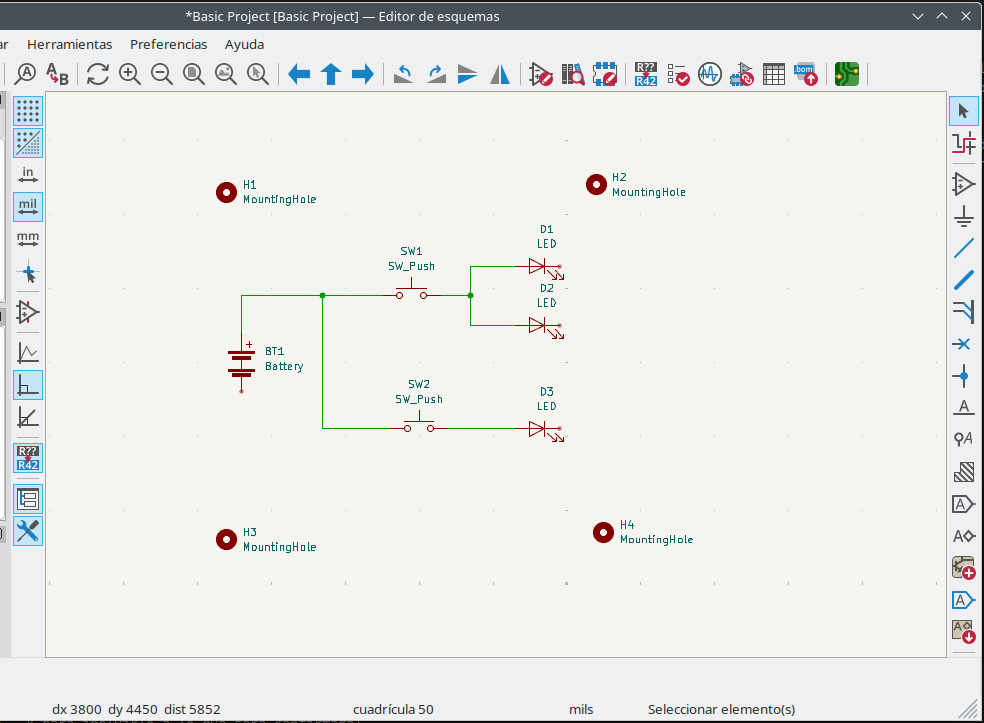 *Basic Project [Basic Project] — Editor de esquemas
ar Herramientas Preferencias Ayuda
A A B R?? R42 bom
in
mil
mm
R??
R42
H1
MountingHole
H2
MountingHole
D1
LED
SW1
SW_Push
D2
LED
+
BT1
Battery
SW2
SW_Push
D3
LED
H3
MountingHole
H4
MountingHole
A
A
A
A
A
A
dx 3800 dy 4450 dist 5852 cuadrícula 50 mils Seleccionar elemento(s)